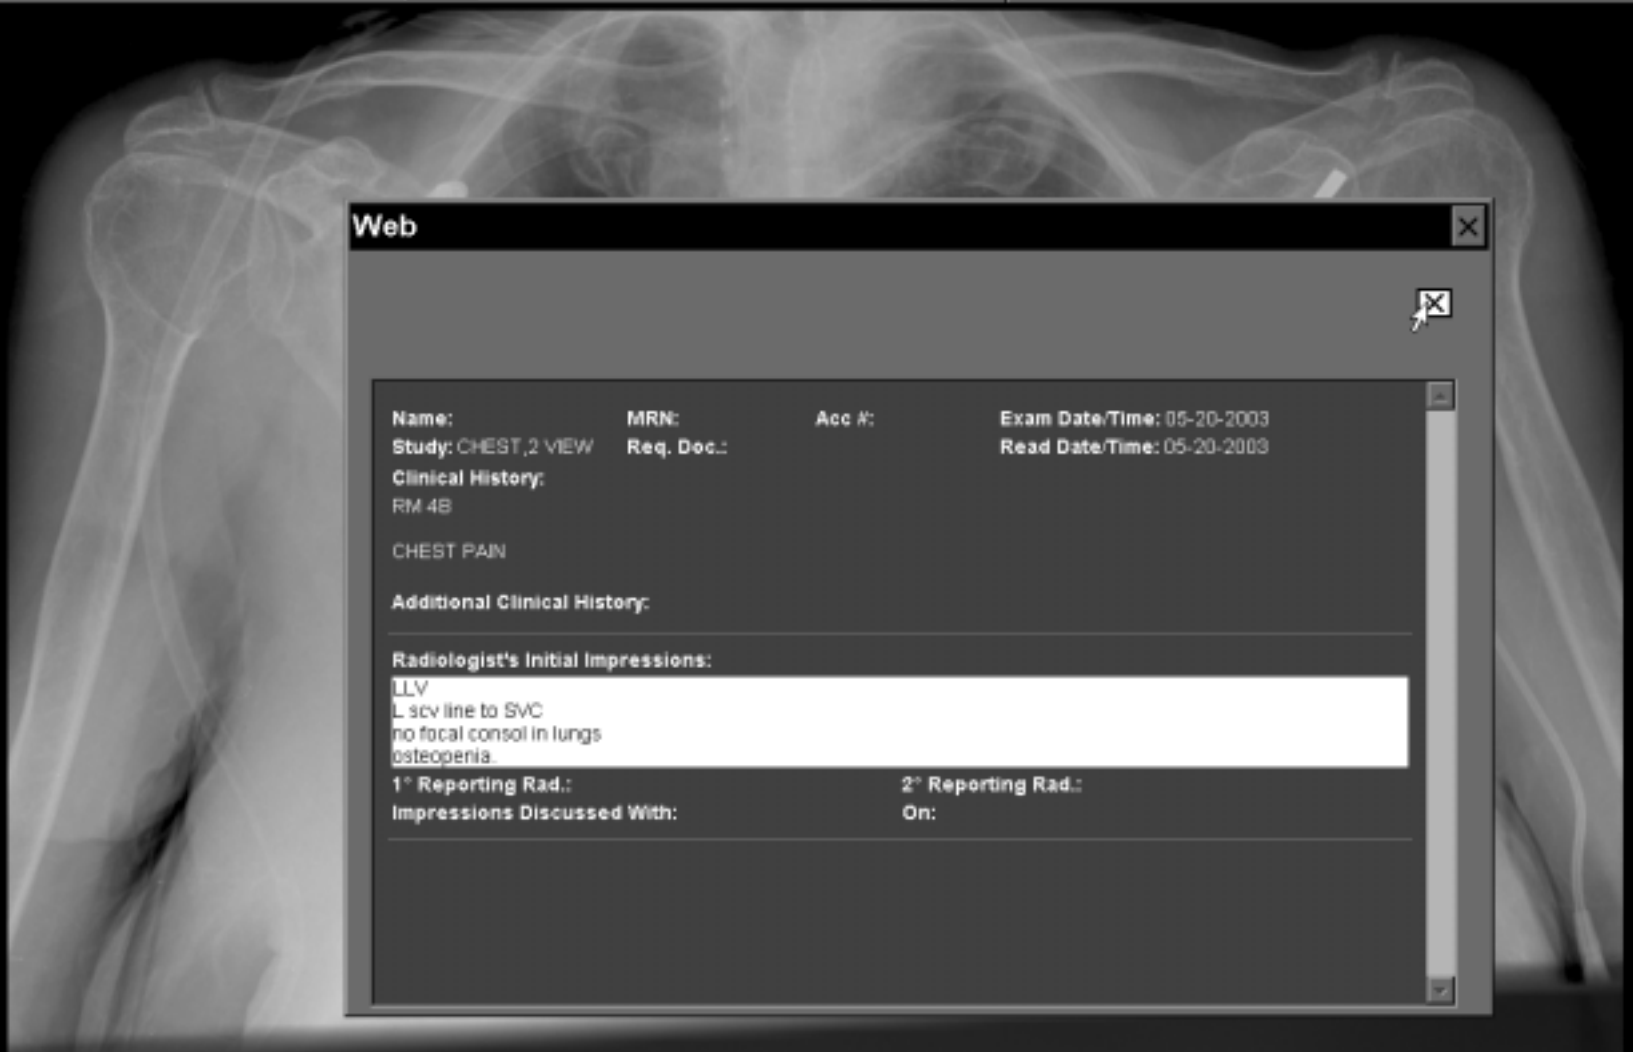 Web
Name: MRN: Acc #: Exam Date/Time: 05-20-2003
Study: CHEST,2 VIEW Req. Doc.: Read Date/Time: 05-20-2003
Clinical History:
RM 4B
CHEST PAIN
Additional Clinical History:
Radiologist's Initial Impressions:
LLV
L scv line to SVC
no focal consol in lungs
osteopenia.
1° Reporting Rad.: 2° Reporting Rad.:
Impressions Discussed With: On: